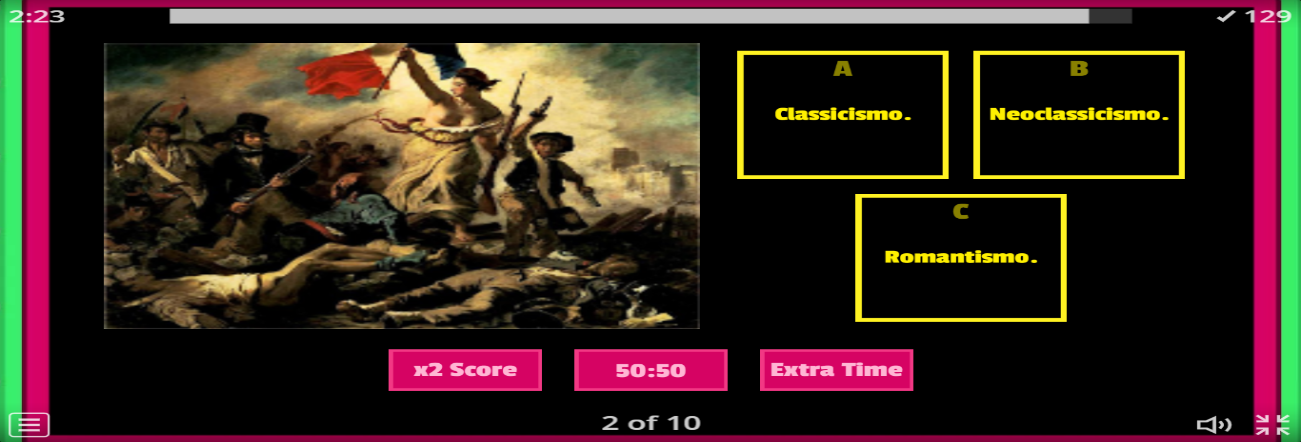 2:23
✓ 129
A
Classicismo.
B
Neoclassicismo.
C
Romantismo.
x2 Score
50:50
Extra Time
2 of 10